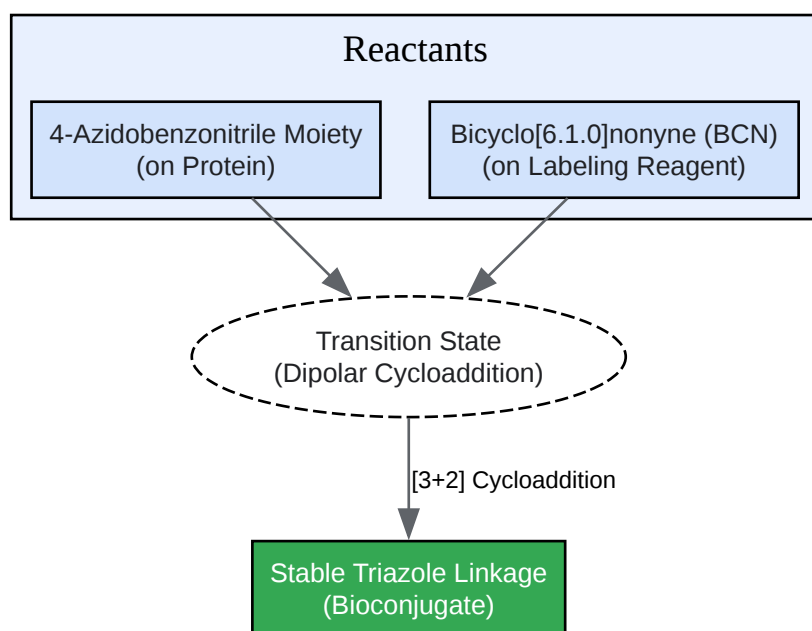 Reactants
4-Azidobenzonitrile Moiety
(on Protein)
Bicyclo[6.1.0]nonyne (BCN)
(on Labeling Reagent)
Transition State
(Dipolar Cycloaddition)
[3+2] Cycloaddition
Stable Triazole Linkage
(Bioconjugate)